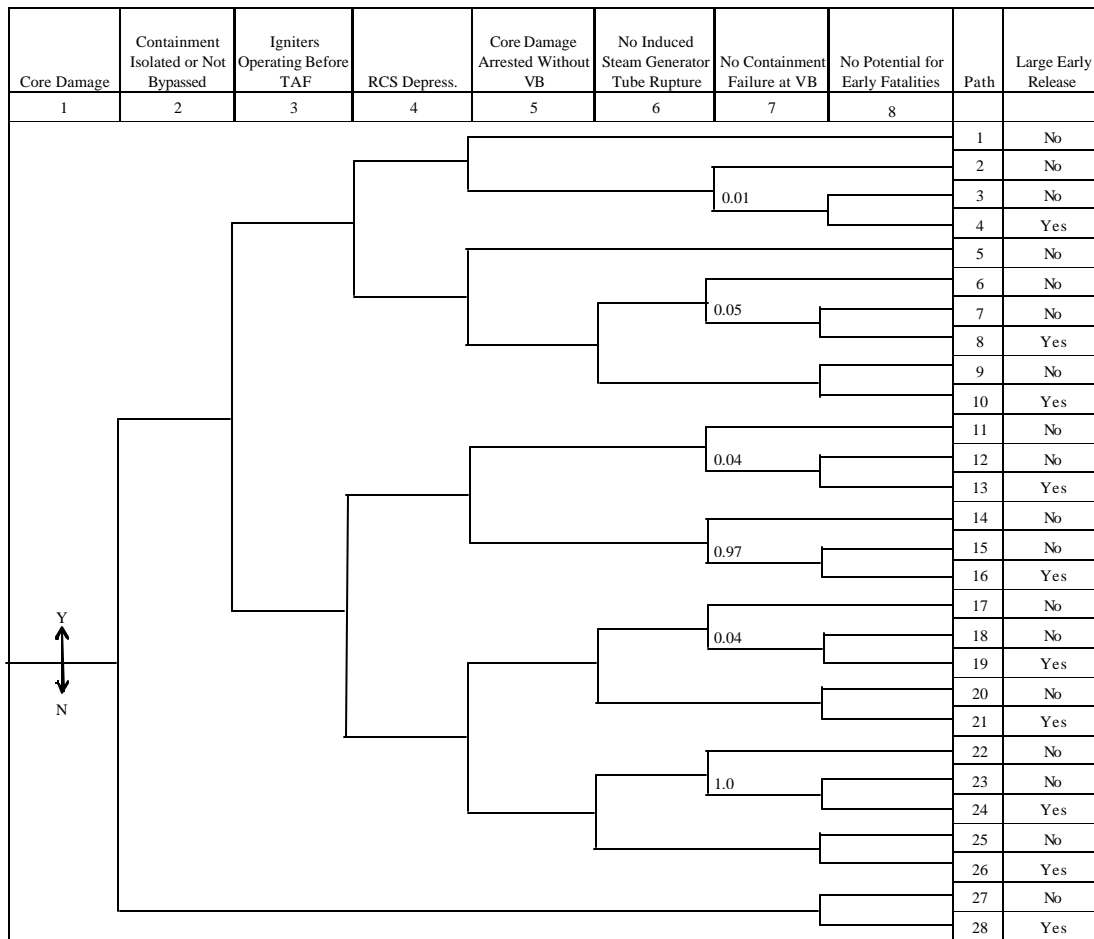 Core Damage
Containment
Isolated or Not
Bypassed
Igniters
Operating Before
TAF
RCS Depress.
Core Damage
Arrested Without
VB
No Induced
Steam Generator
Tube Rupture
No Containment
Failure at VB
No Potential for
Early Fatalities
Path
Large Early
Release
1 2 3 4 5 6 7 8
1 No
2 No
0.01
3 No
4 Yes
5 No
6 No
0.05
7 No
8 Yes
9 No
10 Yes
11 No
0.04
12 No
13 Yes
14 No
0.97
15 No
16 Yes
17 No
Y
0.04
18 No
19 Yes
20 No
N
21 Yes
22 No
1.0
23 No
24 Yes
25 No
26 Yes
27 No
28 Yes